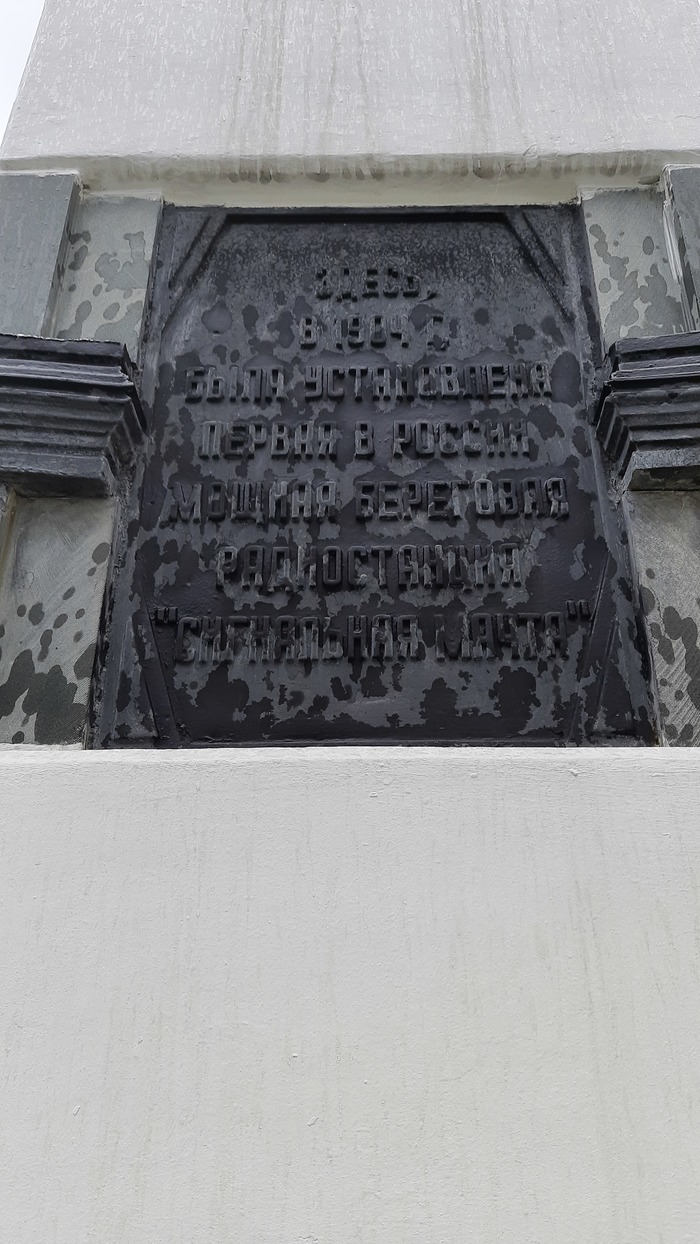 ЗДЕСЬ,
В 1904 Г.
БЫЛА УСТАНОВЛЕНА
ПЕРВАЯ В РОССИИ
МОЩНАЯ БЕРЕГОВАЯ
РАДИОСТАНЦИЯ
"СИГНАЛЬНАЯ МАЧТА"